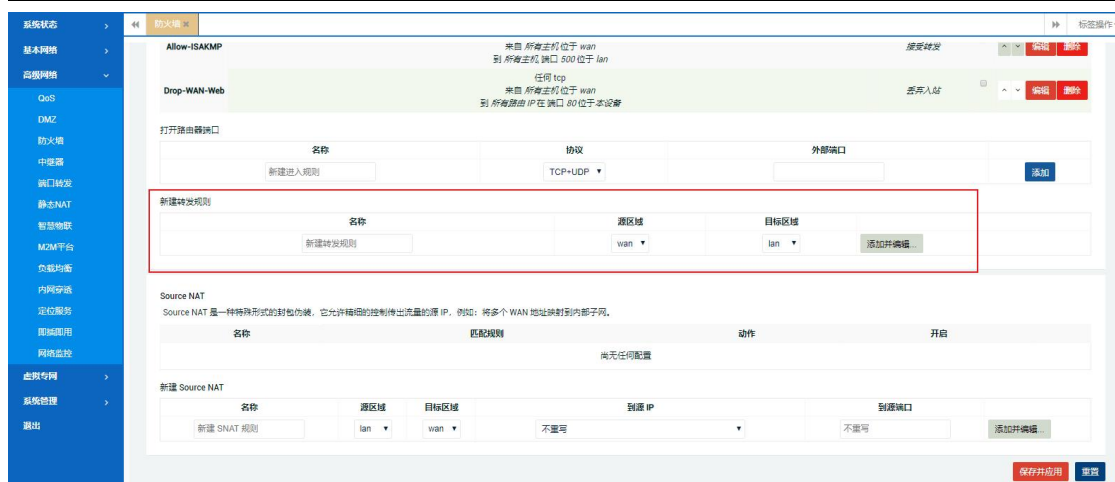 系统状态
基本网络
高级网络
QoS
DMZ
防火墙
中继器
端口转发
静态NAT
智慧物联
M2M平台
负载均衡
内网穿透
定位服务
即插即用
网络监控
虚拟专网
系统管理
退出
防火墙
标签操作
Allow-ISAKMP
来自 所有主机 位于 wan
到 所有主机, 端口 500 位于 lan
接受转发
编辑
删除
Drop-WAN-Web
任何 tcp
来自 所有主机 位于 wan
到 所有路由 IP 在 端口 80 位于 本设备
丢弃入站
编辑
删除
打开路由器端口
名称 协议 外部端口
新建进入规则 TCP+UDP 添加
新建转发规则
名称 源区域 目标区域
新建转发规则 wan lan 添加并编辑...
Source NAT
Source NAT 是一种特殊形式的封包伪装，它允许精细的控制传出流量的源 IP，例如：将多个 WAN 地址映射到内部子网。
名称 匹配规则 动作 开启
尚无任何配置
新建 Source NAT
名称 源区域 目标区域 到源 IP 到源端口
新建 SNAT 规则 lan wan 不重写 不重写 添加并编辑...
保存并应用 重置